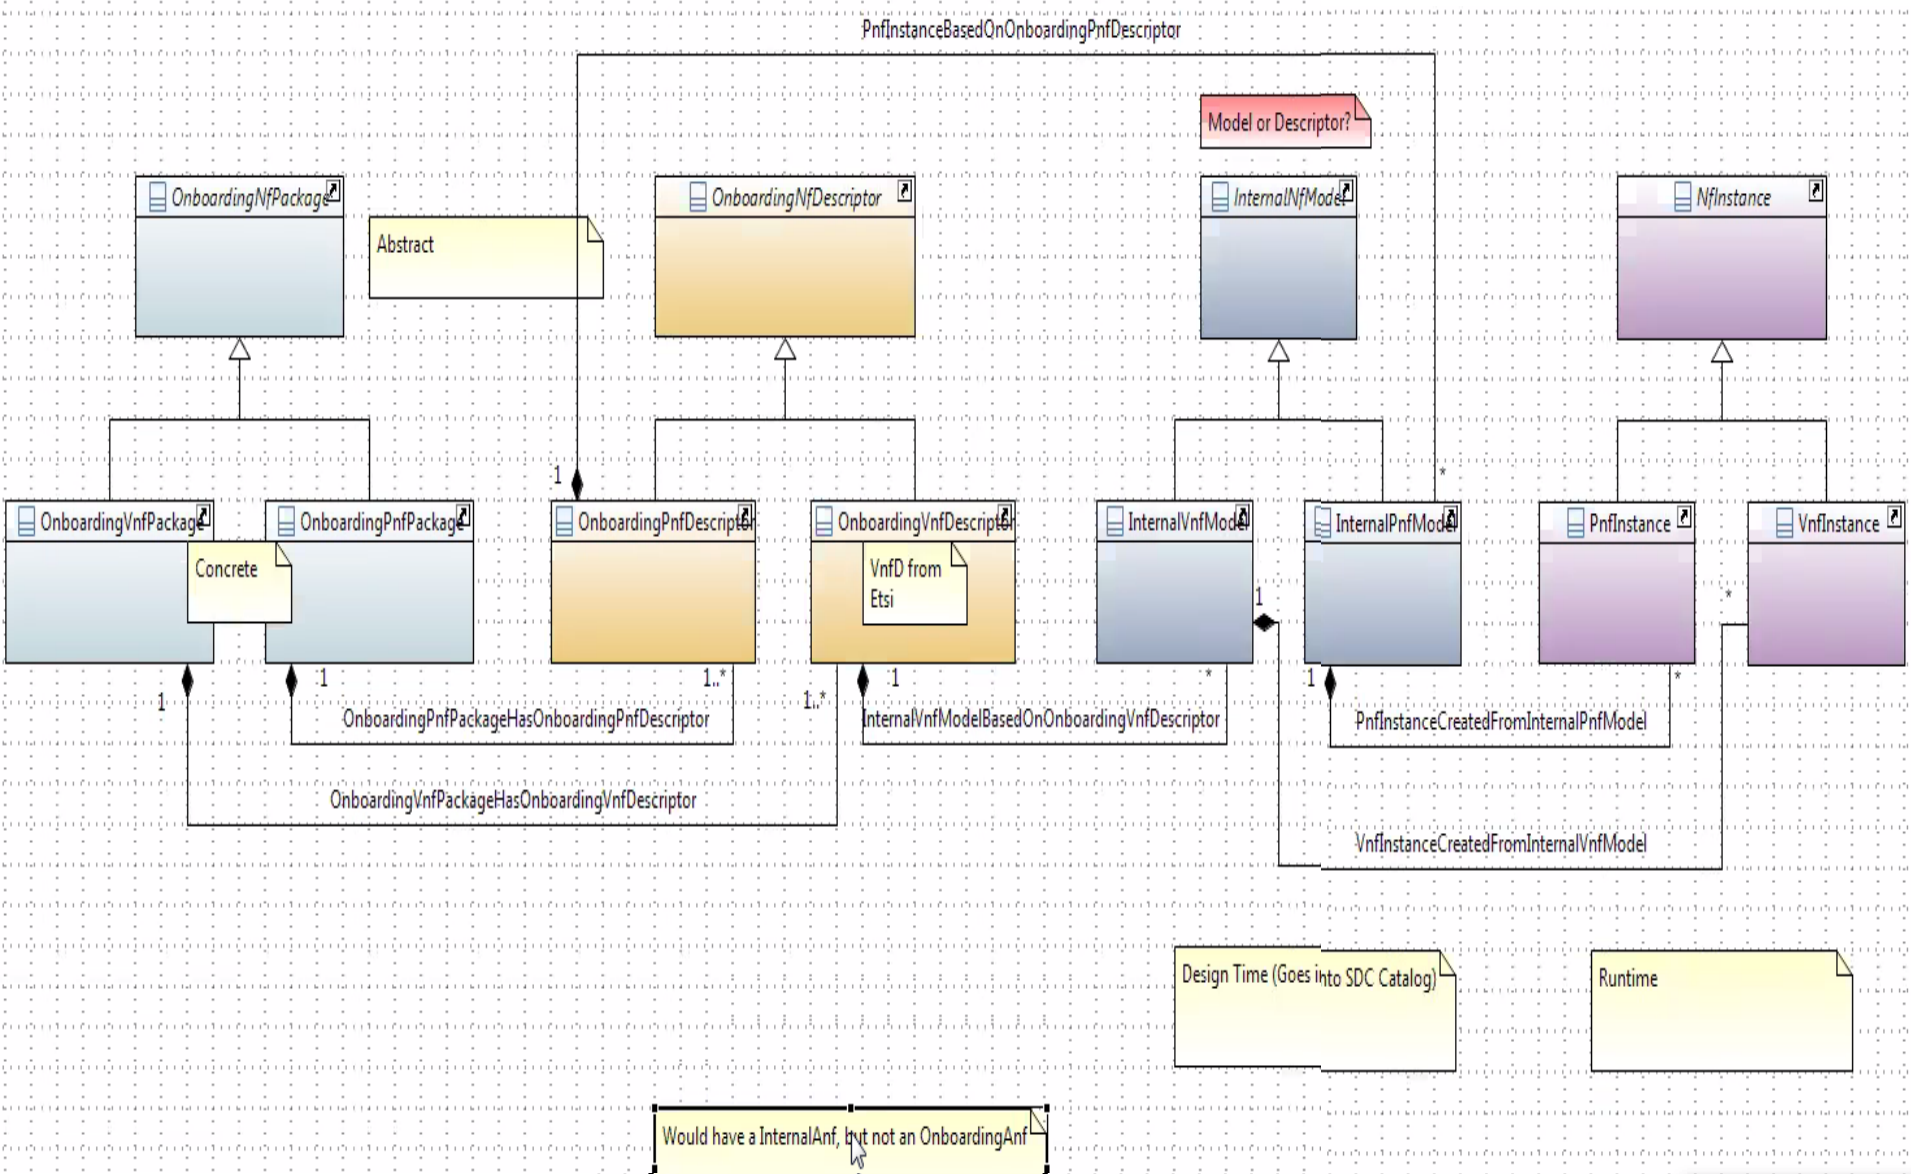 PnfInstanceBasedOnOnboardingPnfDescriptor
Model or Descriptor?
OnboardingNfPackage
OnboardingNfDescriptor
InternalNfModel
NfInstance
Abstract
1
*
OnboardingVnfPackage
OnboardingPnfPackage
OnboardingPnfDescriptor
OnboardingVnfDescriptor
InternalVnfModel
InternalPnfModel
PnfInstance
VnfInstance
Concrete
VnfD from
Etsi
1
*
1
1
1..*
1..*
1
*
1
*
OnboardingPnfPackageHasOnboardingPnfDescriptor
InternalVnfModelBasedOnOnboardingVnfDescriptor
PnfInstanceCreatedFromInternalPnfModel
OnboardingVnfPackageHasOnboardingVnfDescriptor
VnfInstanceCreatedFromInternalVnfModel
Design Time (Goes into SDC Catalog)
Runtime
Would have a InternalAnf, but not an OnboardingAnf